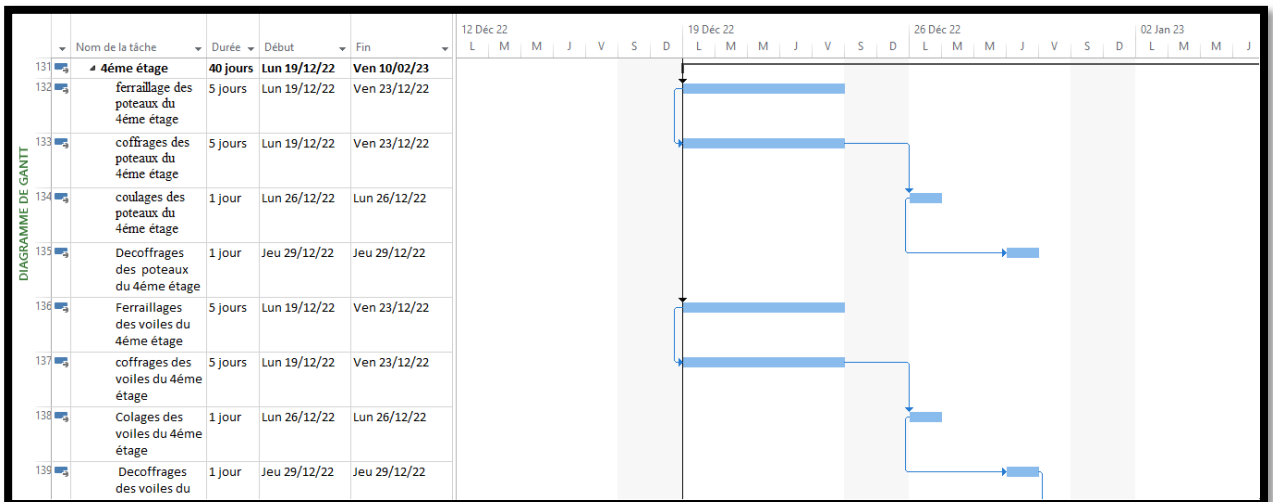 12 Déc 22 19 Déc 22 26 Déc 22 02 Jan 23
Nom de la tâche Durée Début Fin L M M J V S D L M M J V S D L M M J V S D L M M J
DIAGRAMME DE GANTT
131 4éme étage 40 jours Lun 19/12/22 Ven 10/02/23
132 ferraillage des 5 jours Lun 19/12/22 Ven 23/12/22
poteaux du
4éme étage
133 coffrages des 5 jours Lun 19/12/22 Ven 23/12/22
poteaux du
4éme étage
134 coulages des 1 jour Lun 26/12/22 Lun 26/12/22
poteaux du
4éme étage
135 Decoffrages 1 jour Jeu 29/12/22 Jeu 29/12/22
des poteaux
du 4éme étage
136 Ferraillages 5 jours Lun 19/12/22 Ven 23/12/22
des voiles du
4éme étage
137 coffrages des 5 jours Lun 19/12/22 Ven 23/12/22
voiles du 4éme
étage
138 Colages des 1 jour Lun 26/12/22 Lun 26/12/22
voiles du 4éme
étage
139 Decoffrages 1 jour Jeu 29/12/22 Jeu 29/12/22
des voiles du